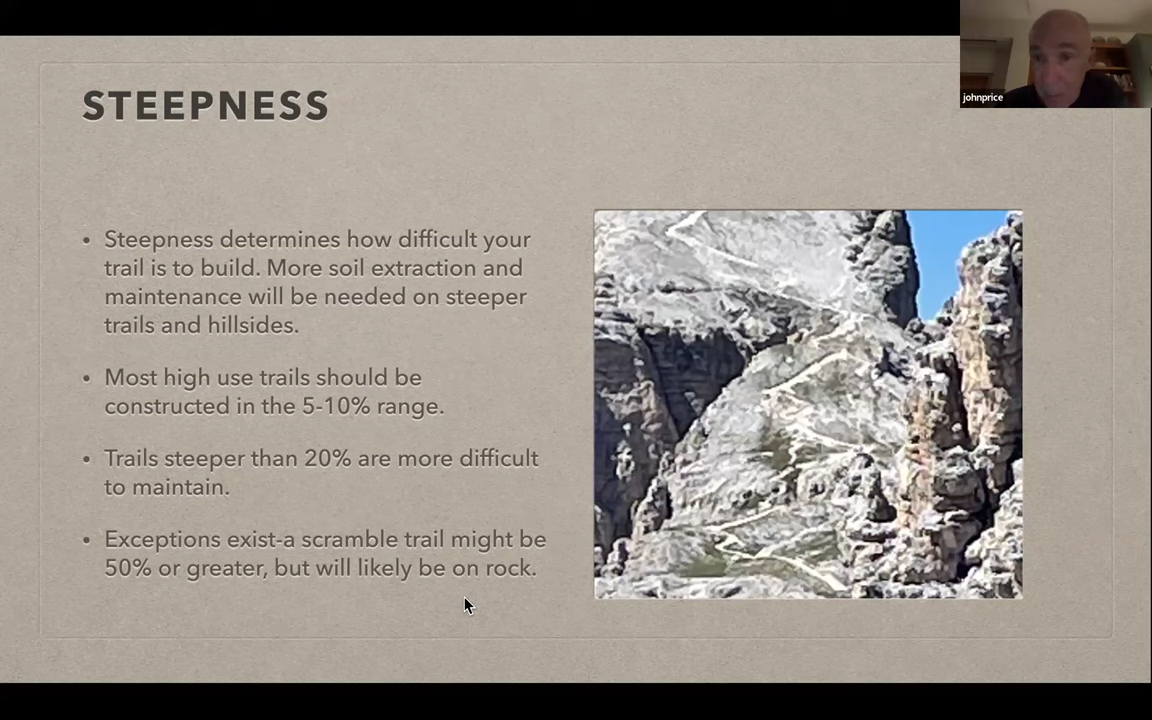 johnprice
STEEPNESS
• Steepness determines how difficult your
trail is to build. More soil extraction and
maintenance will be needed on steeper
trails and hillsides.
• Most high use trails should be
constructed in the 5-10% range.
• Trails steeper than 20% are more difficult
to maintain.
• Exceptions exist-a scramble trail might be
50% or greater, but will likely be on rock.